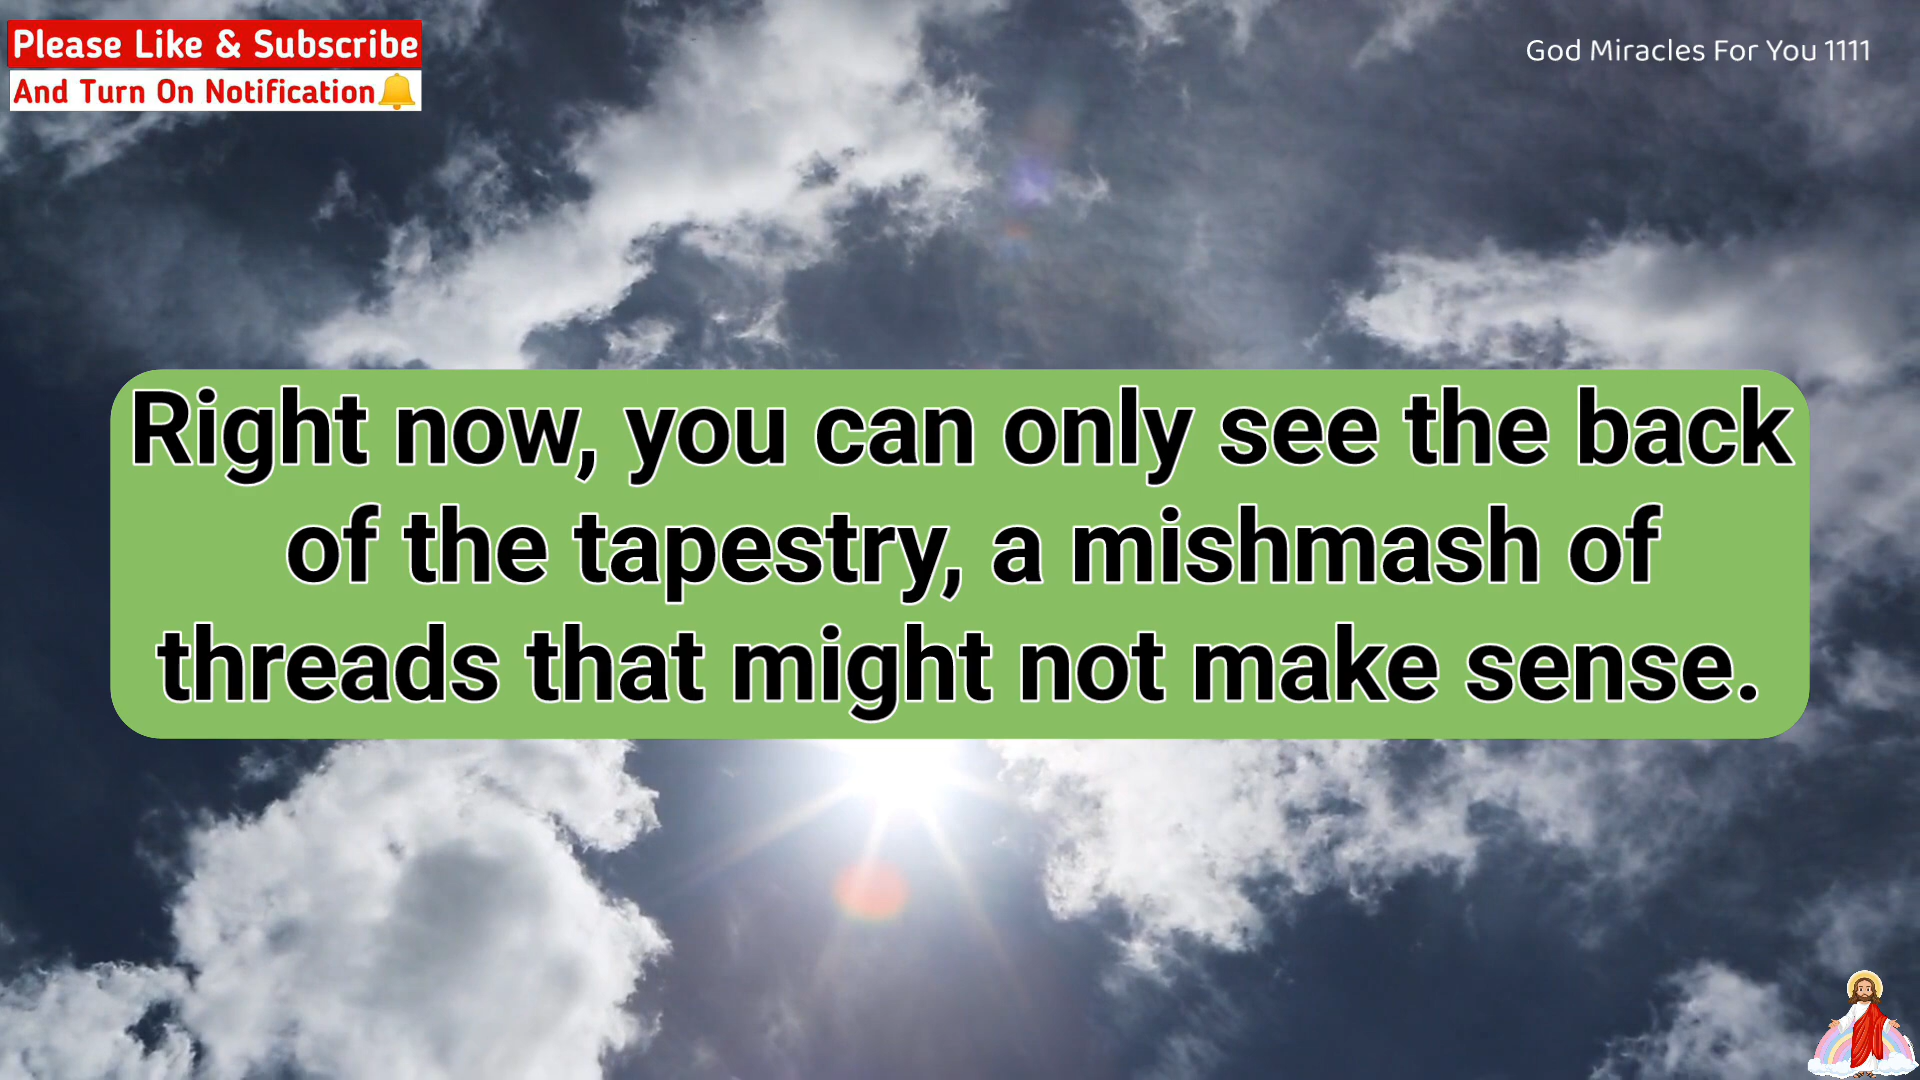 Please Like & Subscribe
And Turn On Notification🔔
God Miracles For You 1111
Right now, you can only see the back
of the tapestry, a mishmash of
threads that might not make sense.